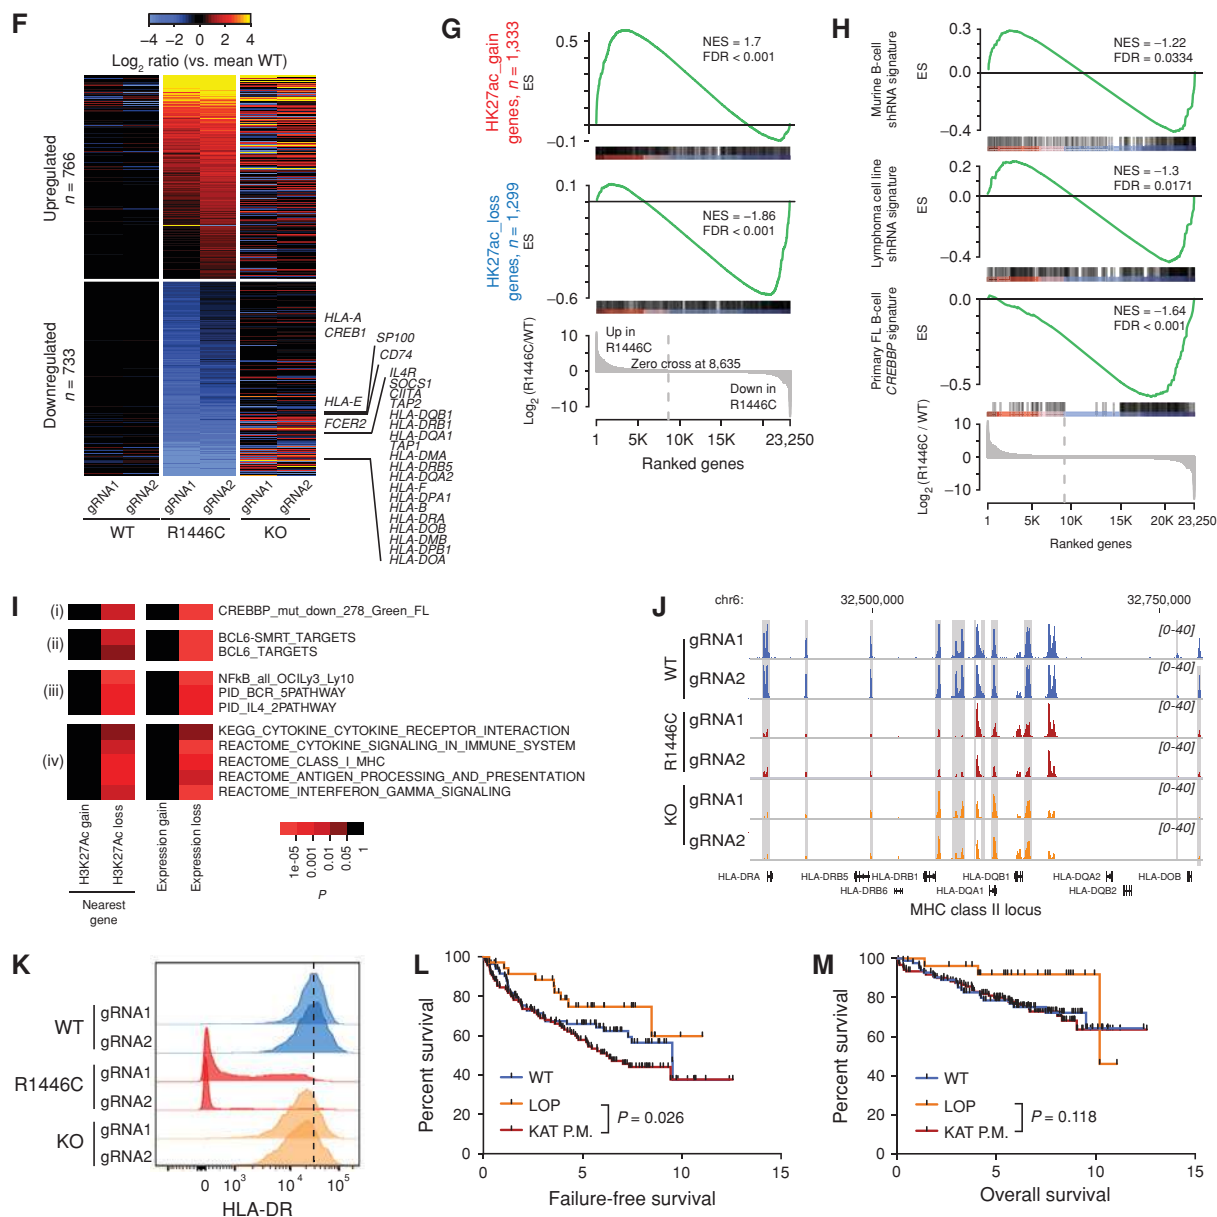 F
−4 −2 0 2 4
Log2 ratio (vs. mean WT)
Upregulated
n = 766
Downregulated
n = 733
gRNA1 gRNA2 gRNA1 gRNA2 gRNA1 gRNA2
WT R1446C KO
HLA-A
CREB1
SP100
CD74
IL4R
HLA-E
SOCS1
CIITA
TAP2
FCER2
HLA-DQB1
HLA-DRB1
HLA-DQA1
TAP1
HLA-DMA
HLA-DRB5
HLA-DQA2
HLA-F
HLA-DPA1
HLA-B
HLA-DRA
HLA-DOB
HLA-DMB
HLA-DPB1
HLA-DOA
G
HK27ac_gain
genes, n = 1,333
ES
0.5
−0.1
NES = 1.7
FDR < 0.001
HK27ac_loss
genes, n = 1,299
ES
0.1
−0.6
NES = −1.86
FDR < 0.001
Log2 (R1446C/WT)
10
0
−10
Up in
R1446C
Zero cross at 8,635
Down in
R1446C
1 5K 10K 15K 23,250
Ranked genes
H
Murine B-cell
shRNA signature
ES
0.3
0.0
−0.4
NES = −1.22
FDR = 0.0334
Lymphoma cell line
shRNA signature
ES
0.2
0
−0.4
NES = −1.3
FDR = 0.0171
Primary FL B-cell
CREBBP signature
ES
0.0
−0.5
NES = −1.64
FDR < 0.001
Log2 (R1446C / WT)
10
0
−10
1 5K 10K 15K 20K 23,250
Ranked genes
I
(i)
CREBBP_mut_down_278_Green_FL
(ii)
BCL6-SMRT_TARGETS
BCL6_TARGETS
(iii)
NFkB_all_OCILy3_Ly10
PID_BCR_5PATHWAY
PID_IL4_2PATHWAY
(iv)
KEGG_CYTOKINE_CYTOKINE_RECEPTOR_INTERACTION
REACTOME_CYTOKINE_SIGNALING_IN_IMMUNE_SYSTEM
REACTOME_CLASS_I_MHC
REACTOME_ANTIGEN_PROCESSING_AND_PRESENTATION
REACTOME_INTERFERON_GAMMA_SIGNALING
H3K27Ac gain
H3K27Ac loss
Expression gain
Expression loss
Nearest
gene
1e-05 0.001 0.01 0.05 1
P
J
chr6: 32,500,000 32,750,000
WT
gRNA1 [0-40]
gRNA2 [0-40]
R1446C
gRNA1 [0-40]
gRNA2 [0-40]
KO
gRNA1 [0-40]
gRNA2 [0-40]
HLA-DRA HLA-DRB5 HLA-DRB1 HLA-DQB1 HLA-DQA2 HLA-DOB
HLA-DRB6 HLA-DQA1 HLA-DQB2
MHC class II locus
K
WT
gRNA1
gRNA2
R1446C
gRNA1
gRNA2
KO
gRNA1
gRNA2
0 10^3 10^4 10^5
HLA-DR
L
Percent survival
100
80
60
40
20
0
WT
LOP
KAT P.M.
P = 0.026
0 5 10 15
Failure-free survival
M
Percent survival
100
80
60
40
20
0
WT
LOP
KAT P.M.
P = 0.118
0 5 10 15
Overall survival